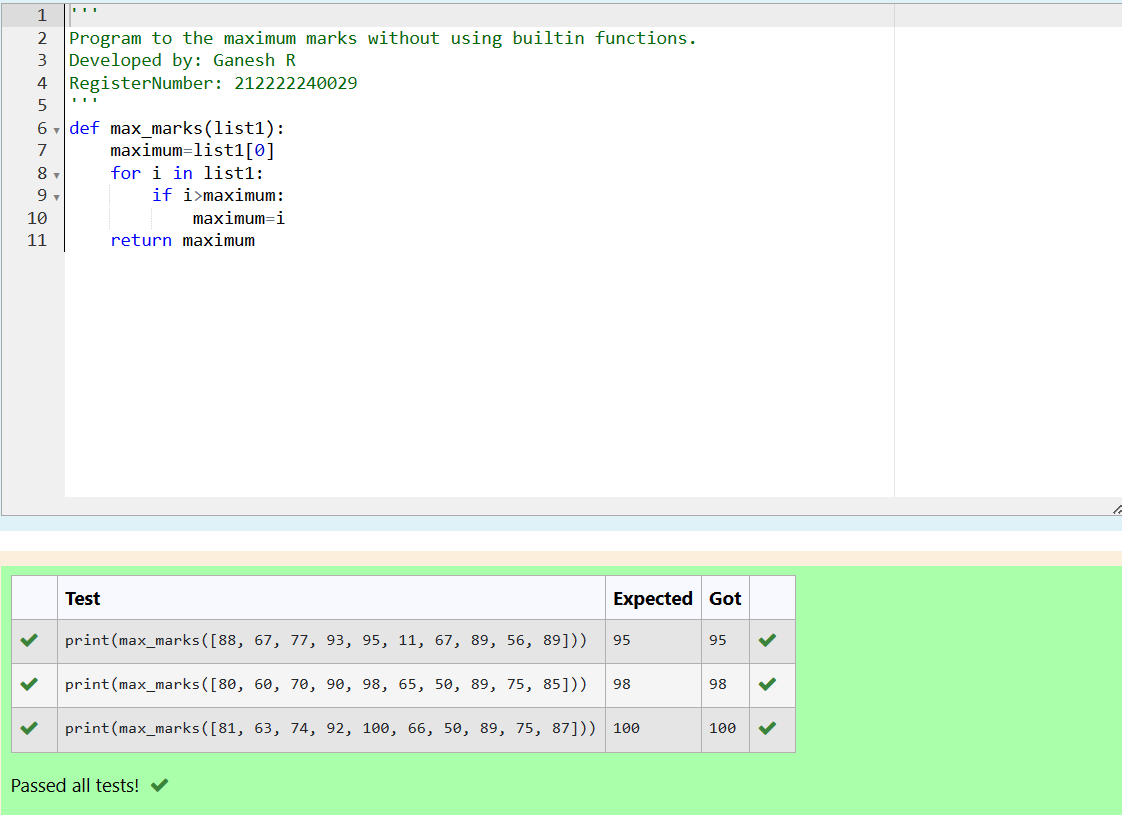 1 '''
2 Program to the maximum marks without using builtin functions.
3 Developed by: Ganesh R
4 RegisterNumber: 212222240029
5 '''
6 def max_marks(list1):
7     maximum=list1[0]
8     for i in list1:
9         if i>maximum:
10             maximum=i
11     return maximum
Test Expected Got
print(max_marks([88, 67, 77, 93, 95, 11, 67, 89, 56, 89])) 95 95
print(max_marks([80, 60, 70, 90, 98, 65, 50, 89, 75, 85])) 98 98
print(max_marks([81, 63, 74, 92, 100, 66, 50, 89, 75, 87])) 100 100
Passed all tests!